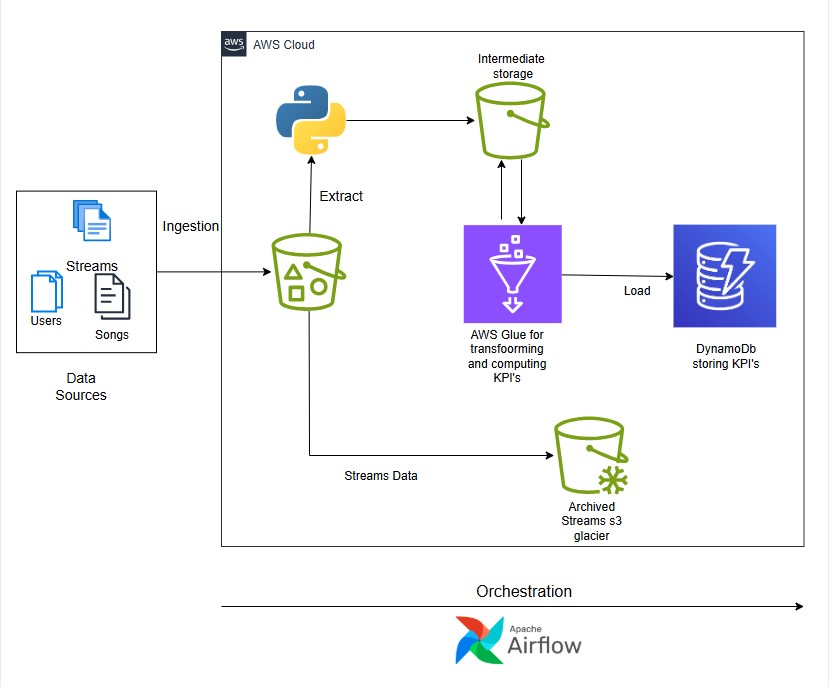 aws
AWS Cloud
Intermediate
storage
Extract
Ingestion
Streams
Users
Songs
Data
Sources
AWS Glue for
transfoorming
and computing
KPI's
Load
DynamoDb
storing KPI's
Streams Data
Archived
Streams s3
glacier
Orchestration
Apache
Airflow